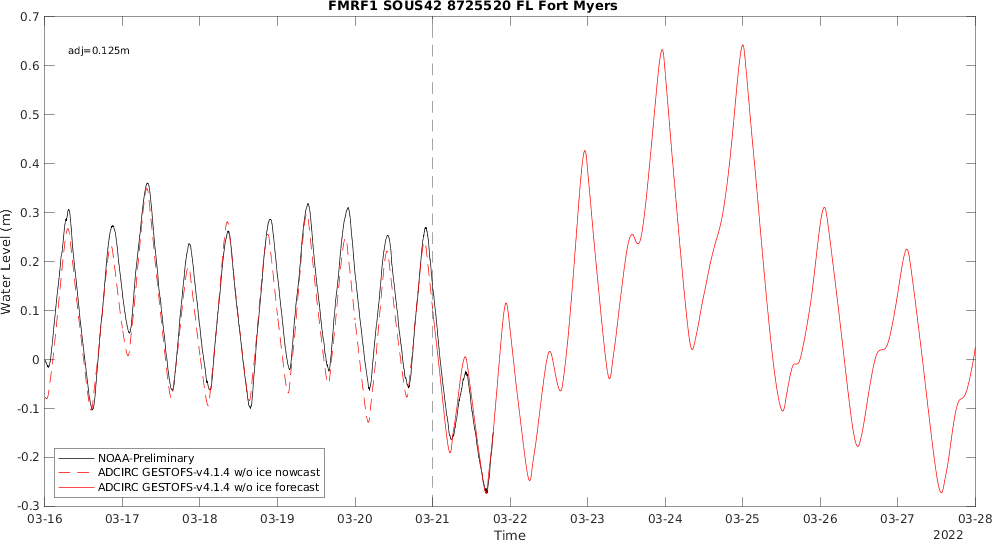 FMRF1 SOUS42 8725520 FL Fort Myers
adj=0.125m
0.7
0.6
0.5
0.4
0.3
0.2
0.1
0
-0.1
-0.2
-0.3
Water Level (m)
NOAA-Preliminary
ADCIRC GESTOFS-v4.1.4 w/o ice nowcast
ADCIRC GESTOFS-v4.1.4 w/o ice forecast
03-16 03-17 03-18 03-19 03-20 03-21 03-22 03-23 03-24 03-25 03-26 03-27 03-28
Time
2022